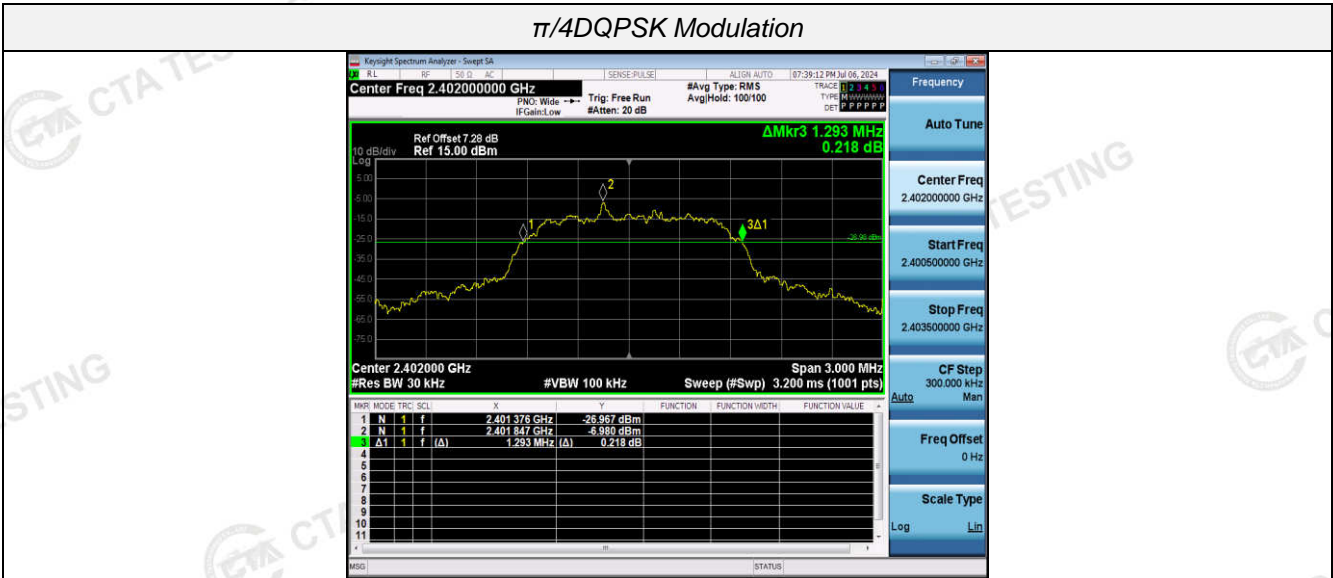 π/4DQPSK Modulation
CTA TESTING
Keysight Spectrum Analyzer - Swept SA
RL RF 50 Ω AC SENSE:PULSE ALIGN AUTO 07:39:12 PM Jul 06, 2024
Center Freq 2.402000000 GHz
PNO: Wide
IFGain:Low
Trig: Free Run
#Atten: 20 dB
#Avg Type: RMS
Avg|Hold: 100/100
TRACE 1 2 3 4 5 6
TYPE M W W W W W
DET P P P P P P
Frequency
Auto Tune
Center Freq
2.402000000 GHz
Start Freq
2.400500000 GHz
Stop Freq
2.403500000 GHz
CF Step
300.000 kHz
Auto Man
Freq Offset
0 Hz
Scale Type
Log Lin
ΔMkr3 1.293 MHz
0.218 dB
Ref Offset 7.28 dB
10 dB/div Ref 15.00 dBm
Log
5.00
-5.00
-15.0
-25.0
-35.0
-45.0
-55.0
-65.0
-75.0
1
2
3Δ1
Center 2.402000 GHz Span 3.000 MHz
#Res BW 30 kHz #VBW 100 kHz Sweep (#Swp) 3.200 ms (1001 pts)
MKR MODE TRC SCL X Y FUNCTION FUNCTION WIDTH FUNCTION VALUE
1 N 1 f 2.401 376 GHz -26.967 dBm
2 N 1 f 2.401 847 GHz -6.980 dBm
3 Δ1 1 f (Δ) 1.293 MHz (Δ) 0.218 dB
4
5
6
7
8
9
10
11
MSG STATUS
TESTING
STING
CTA
CTA
C
CTA CT